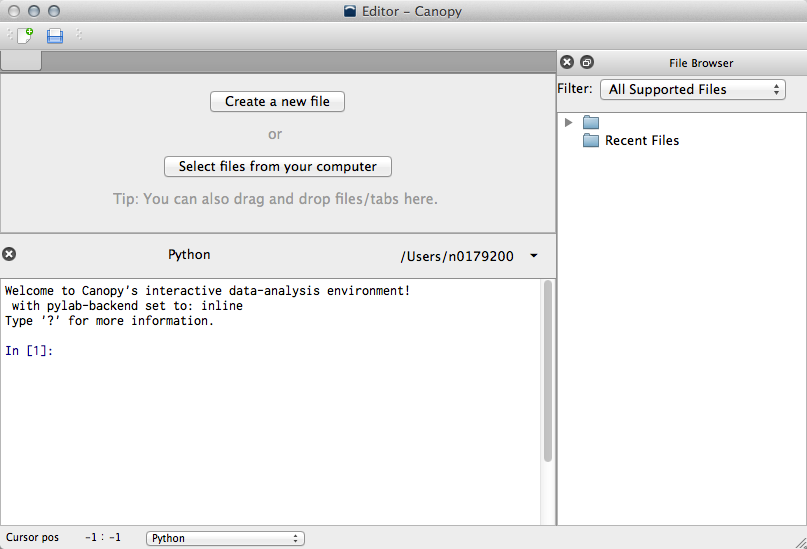 Editor – Canopy
File Browser
Filter: All Supported Files
Create a new file
or
Select files from your computer
Tip: You can also drag and drop files/tabs here.
Recent Files
Python /Users/n0179200
Welcome to Canopy's interactive data-analysis environment!
with pylab-backend set to: inline
Type '?' for more information.
In [1]:
Cursor pos -1 : -1 Python